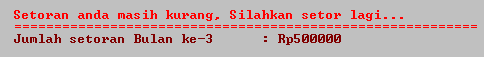 Setoran anda masih kurang, Silahkan setor lagi...
==========================================================
Jumlah setoran Bulan ke-3      : Rp500000